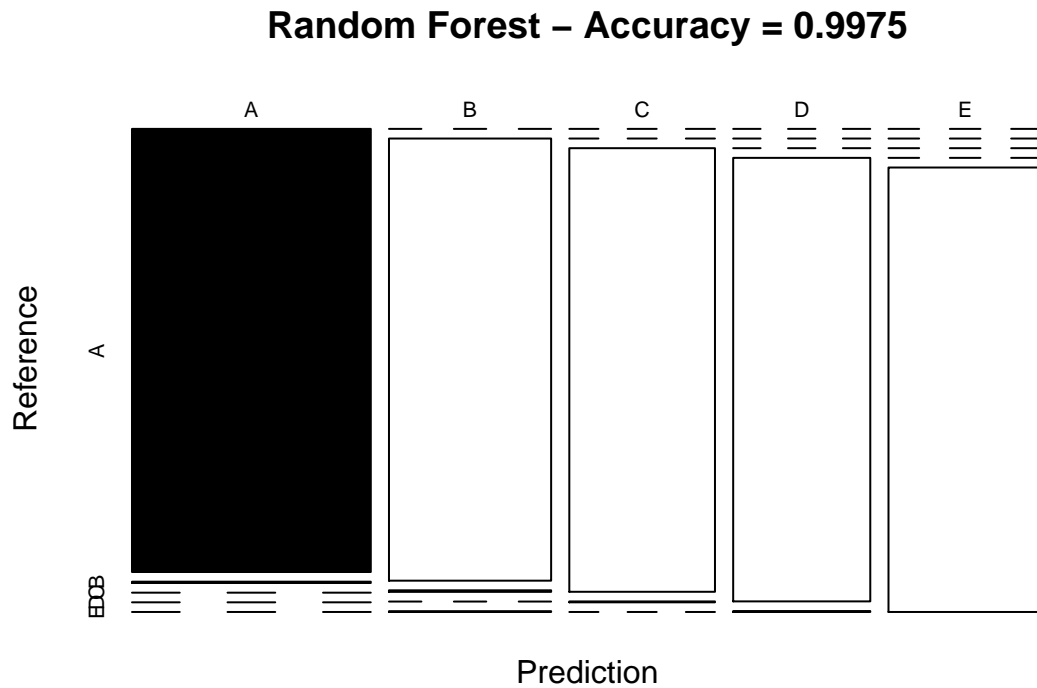 Random Forest – Accuracy = 0.9975
A B C D E
Reference
A
B
C
D
E
Prediction